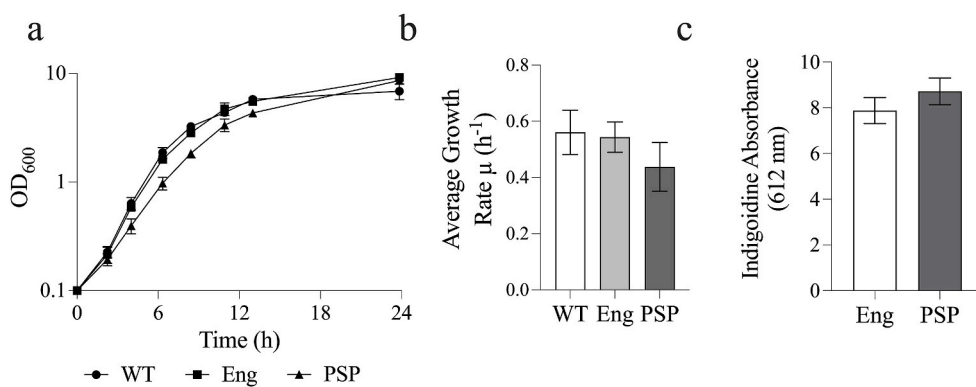 a
OD600
10
1
0.1
0 6 12 18 24
Time (h)
WT Eng PSP
b
Average Growth
Rate μ (h-1)
0.8
0.6
0.4
0.2
0.0
WT Eng PSP
c
Indigoidine Absorbance
(612 nm)
10
8
6
4
2
0
Eng PSP